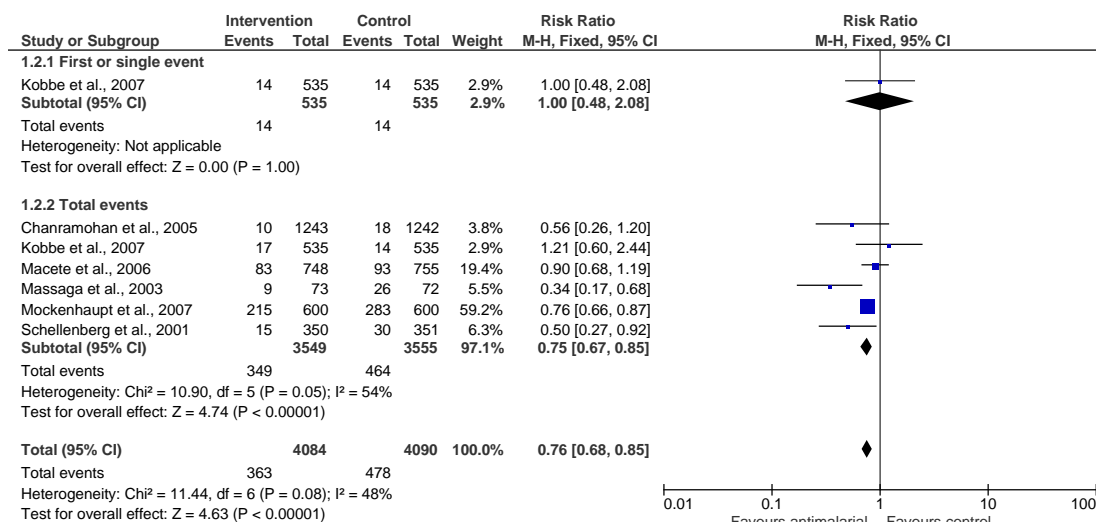 Intervention Control Risk Ratio Risk Ratio
Study or Subgroup Events Total Events Total Weight M-H, Fixed, 95% CI M-H, Fixed, 95% CI
1.2.1 First or single event
Kobbe et al., 2007 14 535 14 535 2.9% 1.00 [0.48, 2.08]
Subtotal (95% CI) 535 535 2.9% 1.00 [0.48, 2.08]
Total events 14 14
Heterogeneity: Not applicable
Test for overall effect: Z = 0.00 (P = 1.00)
1.2.2 Total events
Chanramohan et al., 2005 10 1243 18 1242 3.8% 0.56 [0.26, 1.20]
Kobbe et al., 2007 17 535 14 535 2.9% 1.21 [0.60, 2.44]
Macete et al., 2006 83 748 93 755 19.4% 0.90 [0.68, 1.19]
Massaga et al., 2003 9 73 26 72 5.5% 0.34 [0.17, 0.68]
Mockenhaupt et al., 2007 215 600 283 600 59.2% 0.76 [0.66, 0.87]
Schellenberg et al., 2001 15 350 30 351 6.3% 0.50 [0.27, 0.92]
Subtotal (95% CI) 3549 3555 97.1% 0.75 [0.67, 0.85]
Total events 349 464
Heterogeneity: Chi² = 10.90, df = 5 (P = 0.05); I² = 54%
Test for overall effect: Z = 4.74 (P < 0.00001)
Total (95% CI) 4084 4090 100.0% 0.76 [0.68, 0.85]
Total events 363 478
Heterogeneity: Chi² = 11.44, df = 6 (P = 0.08); I² = 48%
Test for overall effect: Z = 4.63 (P < 0.00001)
0.01 0.1 1 10 100
Favours antimalarial Favours control